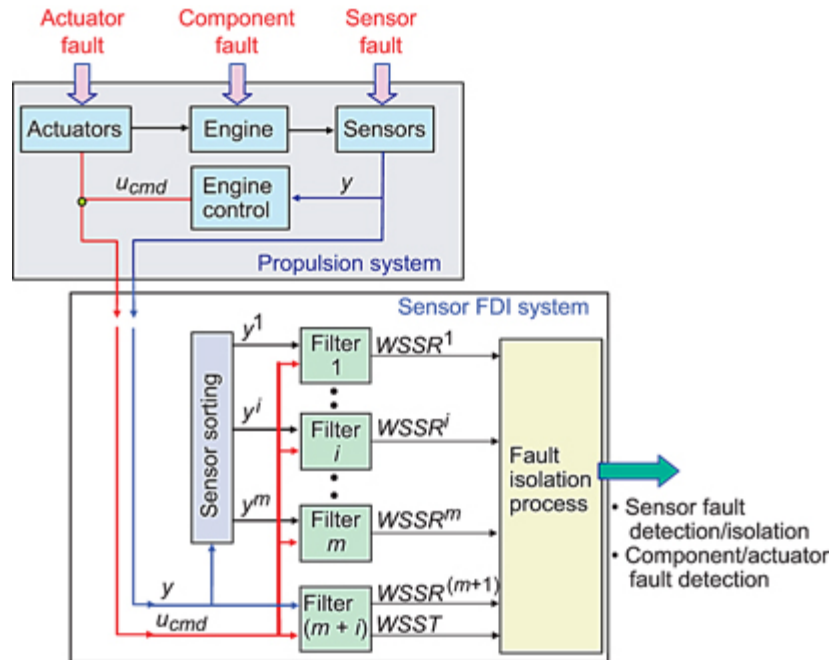 Actuator
fault
Component
fault
Sensor
fault
Actuators
Engine
Sensors
u_cmd
Engine
control
y
Propulsion system
Sensor FDI system
Sensor sorting
y^1
Filter
1
WSSR^1
y^i
Filter
i
WSSR^i
y^m
Filter
m
WSSR^m
Fault
isolation
process
• Sensor fault
detection/isolation
• Component/actuator
fault detection
y
u_cmd
Filter
(m + i)
WSSR^(m+1)
WSST